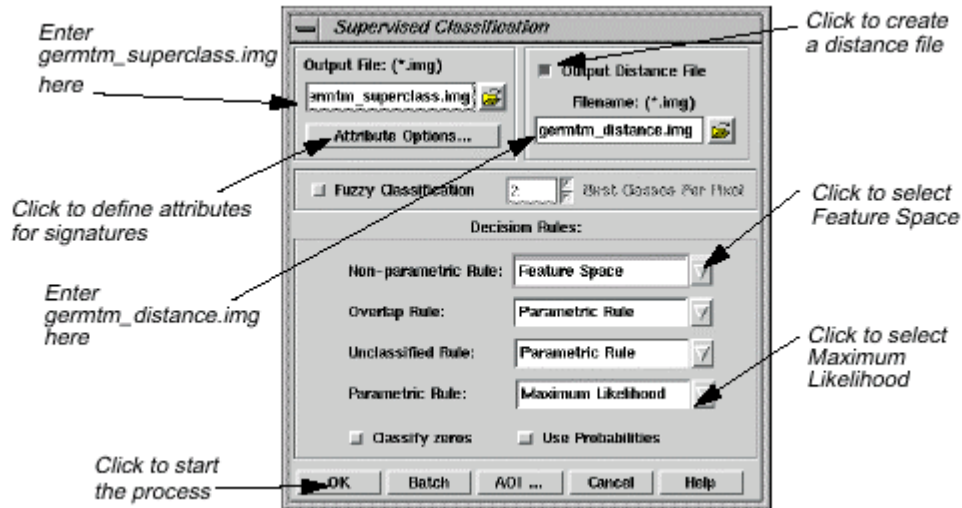 Supervised Classification
Enter
germtm_superclass.img
here
Click to create
a distance file
Output File: (*.img)
Output Distance File
ermtm_superclass.img
Filename: (*.img)
Attribute Options...
germtm_distance.img
Fuzzy Classification
2
Best Classes Per Pixel
Click to define attributes
for signatures
Click to select
Feature Space
Decision Rules:
Non-parametric Rule:
Feature Space
Enter
germtm_distance.img
here
Overlap Rule:
Parametric Rule
Unclassified Rule:
Parametric Rule
Click to select
Maximum
Likelihood
Parametric Rule:
Maximum Likelihood
Classify zeros
Use Probabilities
Click to start
the process
OK
Batch
AOI ...
Cancel
Help